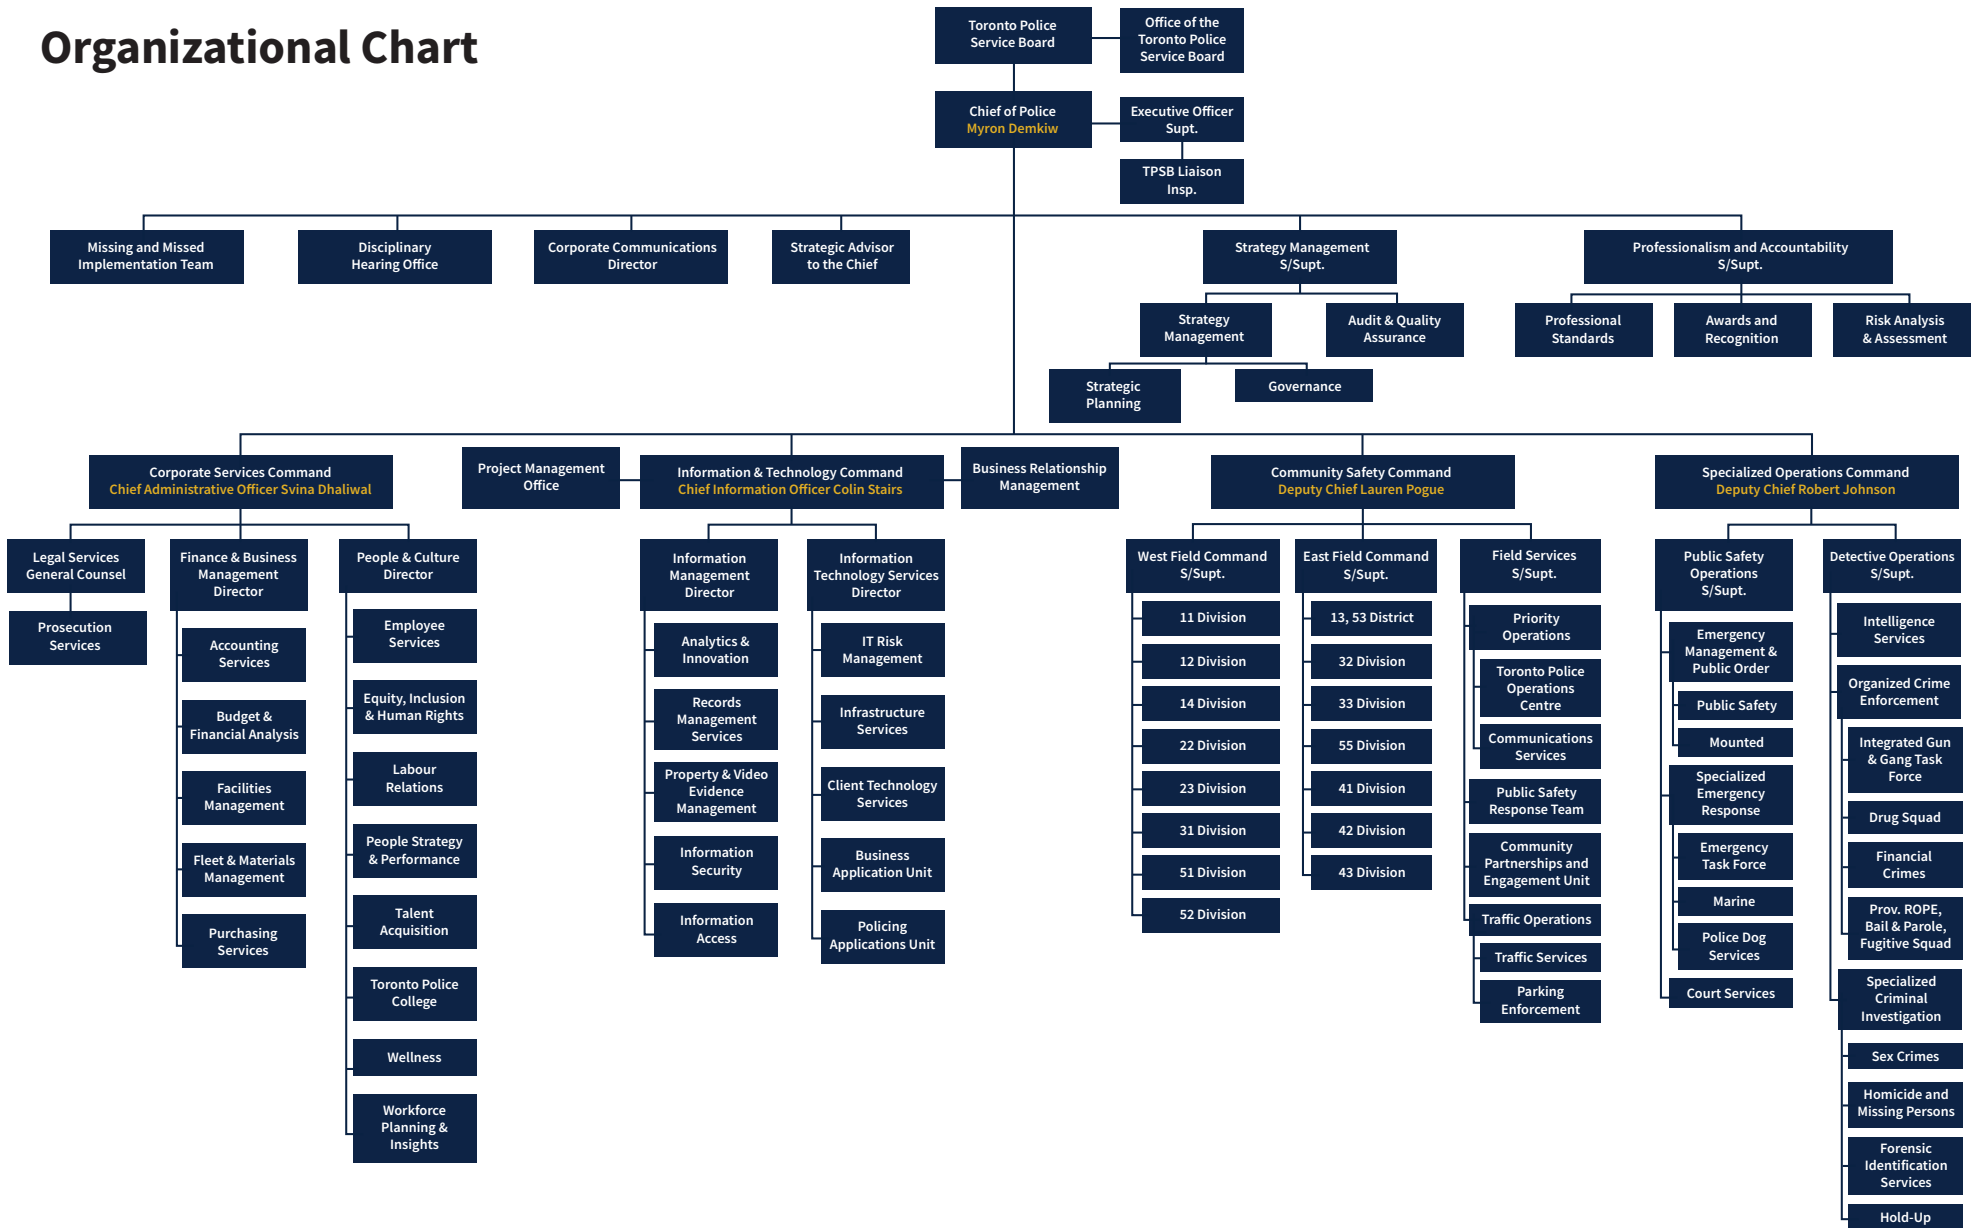 Organizational Chart
Toronto Police
Service Board
Office of the
Toronto Police
Service Board
Chief of Police
Myron Demkiw
Executive Officer
Supt.
TPSB Liaison
Insp.
Missing and Missed
Implementation Team
Disciplinary
Hearing Office
Corporate Communications
Director
Strategic Advisor
to the Chief
Strategy Management
S/Supt.
Professionalism and Accountability
S/Supt.
Strategy
Management
Audit & Quality
Assurance
Professional
Standards
Awards and
Recognition
Risk Analysis
& Assessment
Strategic
Planning
Governance
Corporate Services Command
Chief Administrative Officer Svina Dhaliwal
Project Management
Office
Information & Technology Command
Chief Information Officer Colin Stairs
Business Relationship
Management
Community Safety Command
Deputy Chief Lauren Pogue
Specialized Operations Command
Deputy Chief Robert Johnson
Legal Services
General Counsel
Prosecution
Services
Finance & Business
Management
Director
Accounting
Services
Budget &
Financial Analysis
Facilities
Management
Fleet & Materials
Management
Purchasing
Services
People & Culture
Director
Employee
Services
Equity, Inclusion
& Human Rights
Labour
Relations
People Strategy
& Performance
Talent
Acquisition
Toronto Police
College
Wellness
Workforce
Planning &
Insights
Information
Management
Director
Analytics &
Innovation
Records
Management
Services
Property & Video
Evidence
Management
Information
Security
Information
Access
Information
Technology Services
Director
IT Risk
Management
Infrastructure
Services
Client Technology
Services
Business
Application Unit
Policing
Applications Unit
West Field Command
S/Supt.
11 Division
12 Division
14 Division
22 Division
23 Division
31 Division
51 Division
52 Division
East Field Command
S/Supt.
13, 53 District
32 Division
33 Division
55 Division
41 Division
42 Division
43 Division
Field Services
S/Supt.
Priority
Operations
Toronto Police
Operations
Centre
Communications
Services
Public Safety
Response Team
Community
Partnerships and
Engagement Unit
Traffic Operations
Traffic Services
Parking
Enforcement
Public Safety
Operations
S/Supt.
Emergency
Management &
Public Order
Public Safety
Mounted
Specialized
Emergency
Response
Emergency
Task Force
Marine
Police Dog
Services
Court Services
Detective Operations
S/Supt.
Intelligence
Services
Organized Crime
Enforcement
Integrated Gun
& Gang Task
Force
Drug Squad
Financial
Crimes
Prov. ROPE,
Bail & Parole,
Fugitive Squad
Specialized
Criminal
Investigation
Sex Crimes
Homicide and
Missing Persons
Forensic
Identification
Services
Hold-Up